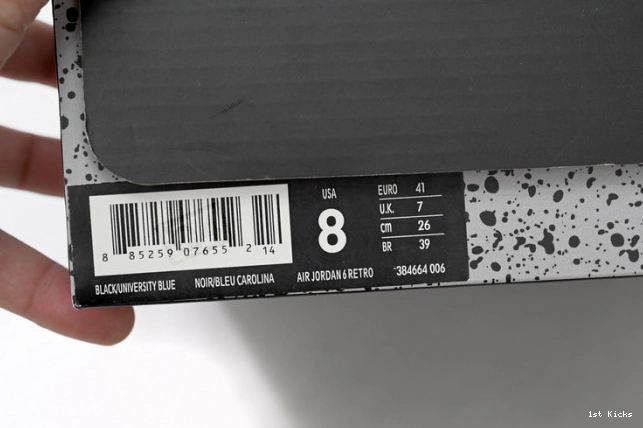 8 85259 07655 2 14
USA
8
EURO 41
U.K. 7
cm 26
BR 39
BLACK/UNIVERSITY BLUE NOIR/BLEU CAROLINA AIR JORDAN 6 RETRO 384664 006
1st Kicks